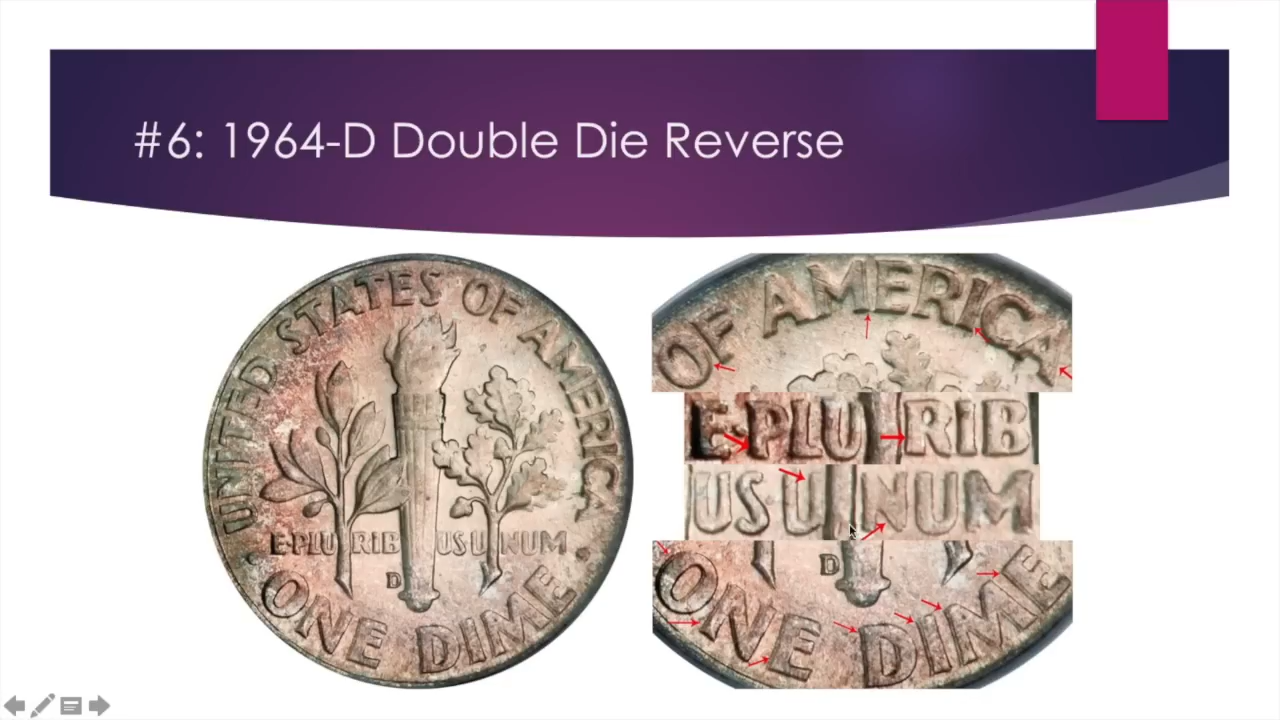 #6: 1964-D Double Die Reverse
UNITED STATES OF AMERICA
E·PLU RIB US U NUM
D
· ONE DIME ·
OF AMERICA
E·PLU RIB
US U NUM
D
ONE DIME